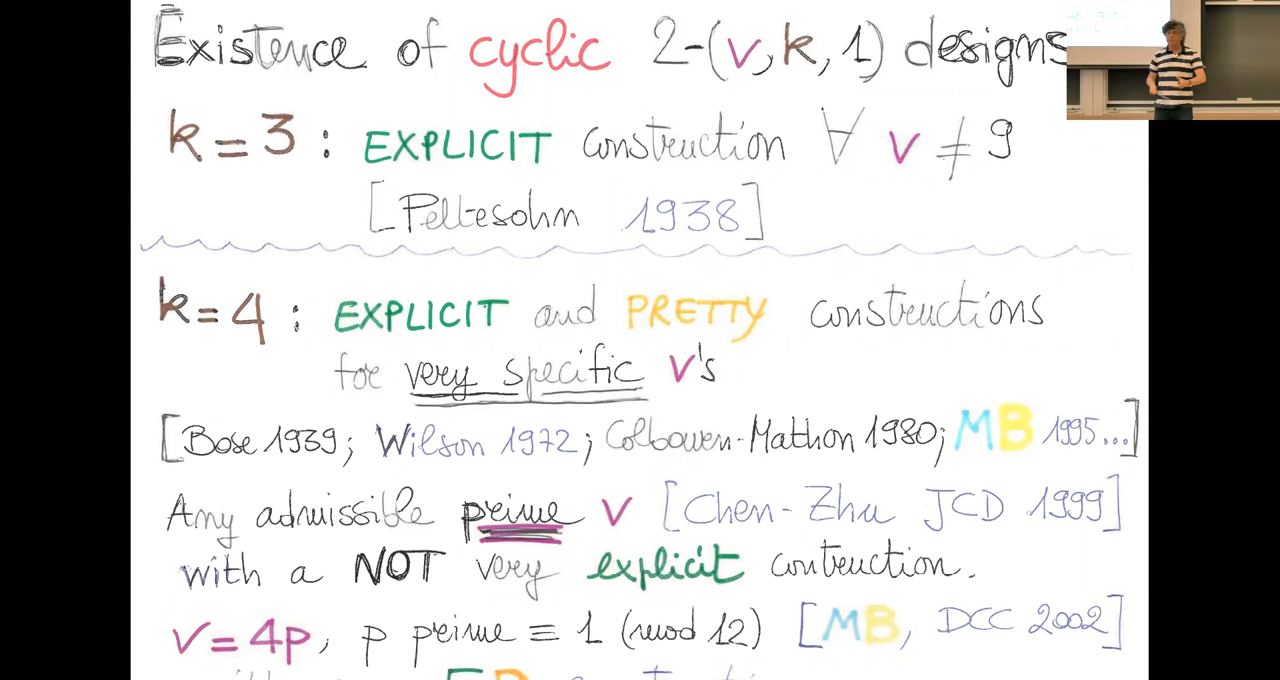 Existence of cyclic 2-(v,k,1) designs
k=3: EXPLICIT construction ∀ v ≠ 9
[Peltesohn 1938]
k=4: EXPLICIT and PRETTY constructions
for very specific v's
[Bose 1939; Wilson 1972; Colbourn-Mathon 1980; MB 1995...]
Any admissible prime v [Chen-Zhu JCD 1999]
with a NOT very explicit contruction.
v=4p, p prime ≡ 1 (mod 12) [MB, DCC 2002]